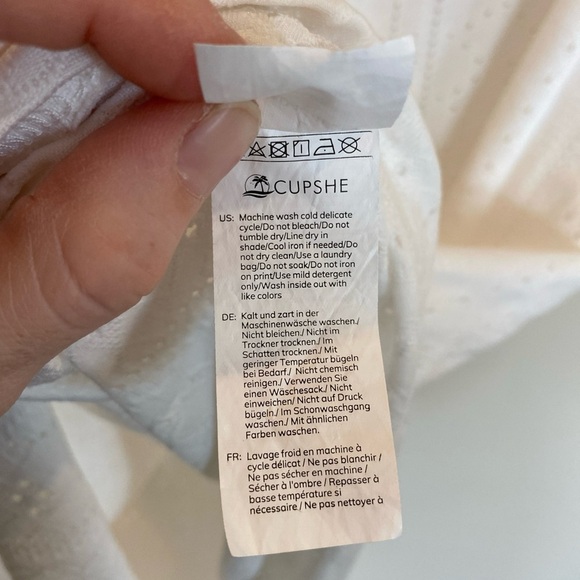 CUPSHE
US: Machine wash cold delicate
cycle/Do not bleach/Do not
tumble dry/Line dry in
shade/Cool iron if needed/Do
not dry clean/Use a laundry
bag/Do not soak/Do not iron
on print/Use mild detergent
only/Wash inside out with
like colors
DE: Kalt und zart in der
Maschinenwäsche waschen./
Nicht bleichen./ Nicht im
Trockner trocknen./ Im
Schatten trocknen./ Mit
geringer Temperatur bügeln
bei Bedarf./ Nicht chemisch
reinigen./ Verwenden Sie
einen Wäschesack./ Nicht
einweichen/ Nicht auf Druck
bügeln./ Im Schonwaschgang
waschen./ Mit ähnlichen
Farben waschen.
FR: Lavage froid en machine à
cycle délicat / Ne pas blanchir /
Ne pas sécher en machine /
Sécher à l'ombre / Repasser à
basse température si
nécessaire / Ne pas nettoyer à